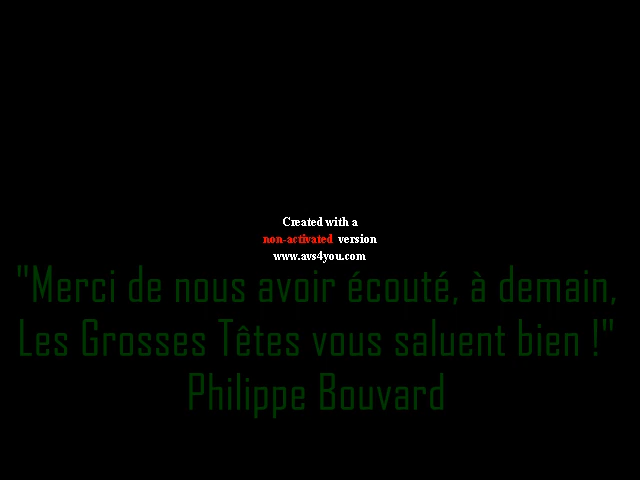 Created with a
non-activated version
www.avs4you.com
"Merci de nous avoir écouté, à demain,
Les Grosses Têtes vous saluent bien !"
Philippe Bouvard